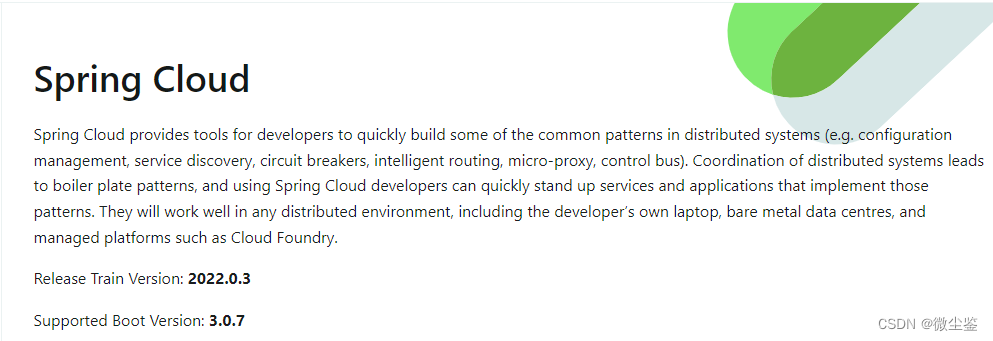 Spring Cloud
Spring Cloud provides tools for developers to quickly build some of the common patterns in distributed systems (e.g. configuration
management, service discovery, circuit breakers, intelligent routing, micro-proxy, control bus). Coordination of distributed systems leads
to boiler plate patterns, and using Spring Cloud developers can quickly stand up services and applications that implement those
patterns. They will work well in any distributed environment, including the developer's own laptop, bare metal data centres, and
managed platforms such as Cloud Foundry.
Release Train Version: 2022.0.3
Supported Boot Version: 3.0.7
CSDN @微尘鉴